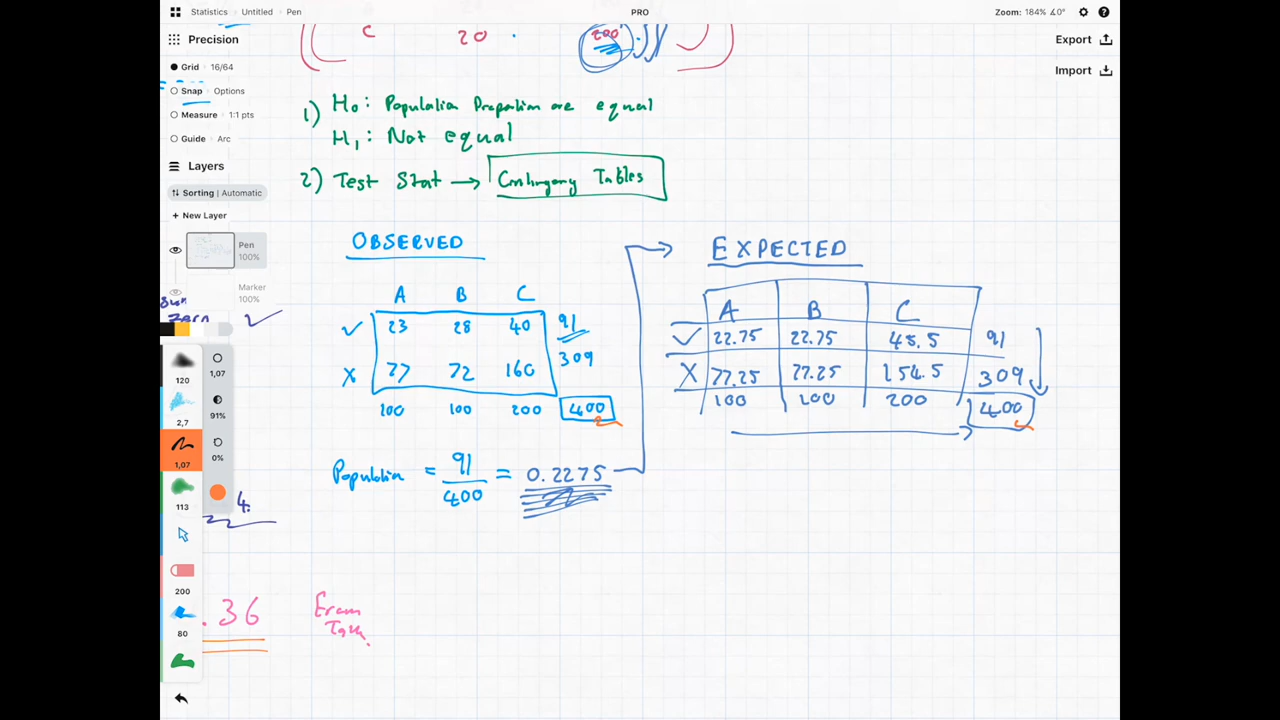 Statistics Untitled Pen
PRO
Zoom: 184% ∡0°
Precision
Export
Import
Grid 16/64
Snap Options
Measure 1:1 pts
Guide Arc
Layers
Sorting | Automatic
+ New Layer
Pen
100%
Marker
100%
C 20 200
1) H₀: Population Proportion are equal
H₁: Not equal
2) Test Stat → Contingency Tables
OBSERVED
A B C
✓ 23 28 40 91
X 77 72 160 309
100 100 200 400
Population = 91/400 = 0.2275
EXPECTED
A B C
✓ 22.75 22.75 45.5 91
X 77.25 77.25 154.5 309
100 100 200 400
zero
4.
.36
Exam
120
2,7
1,07
113
200
80
1,07
91%
0%